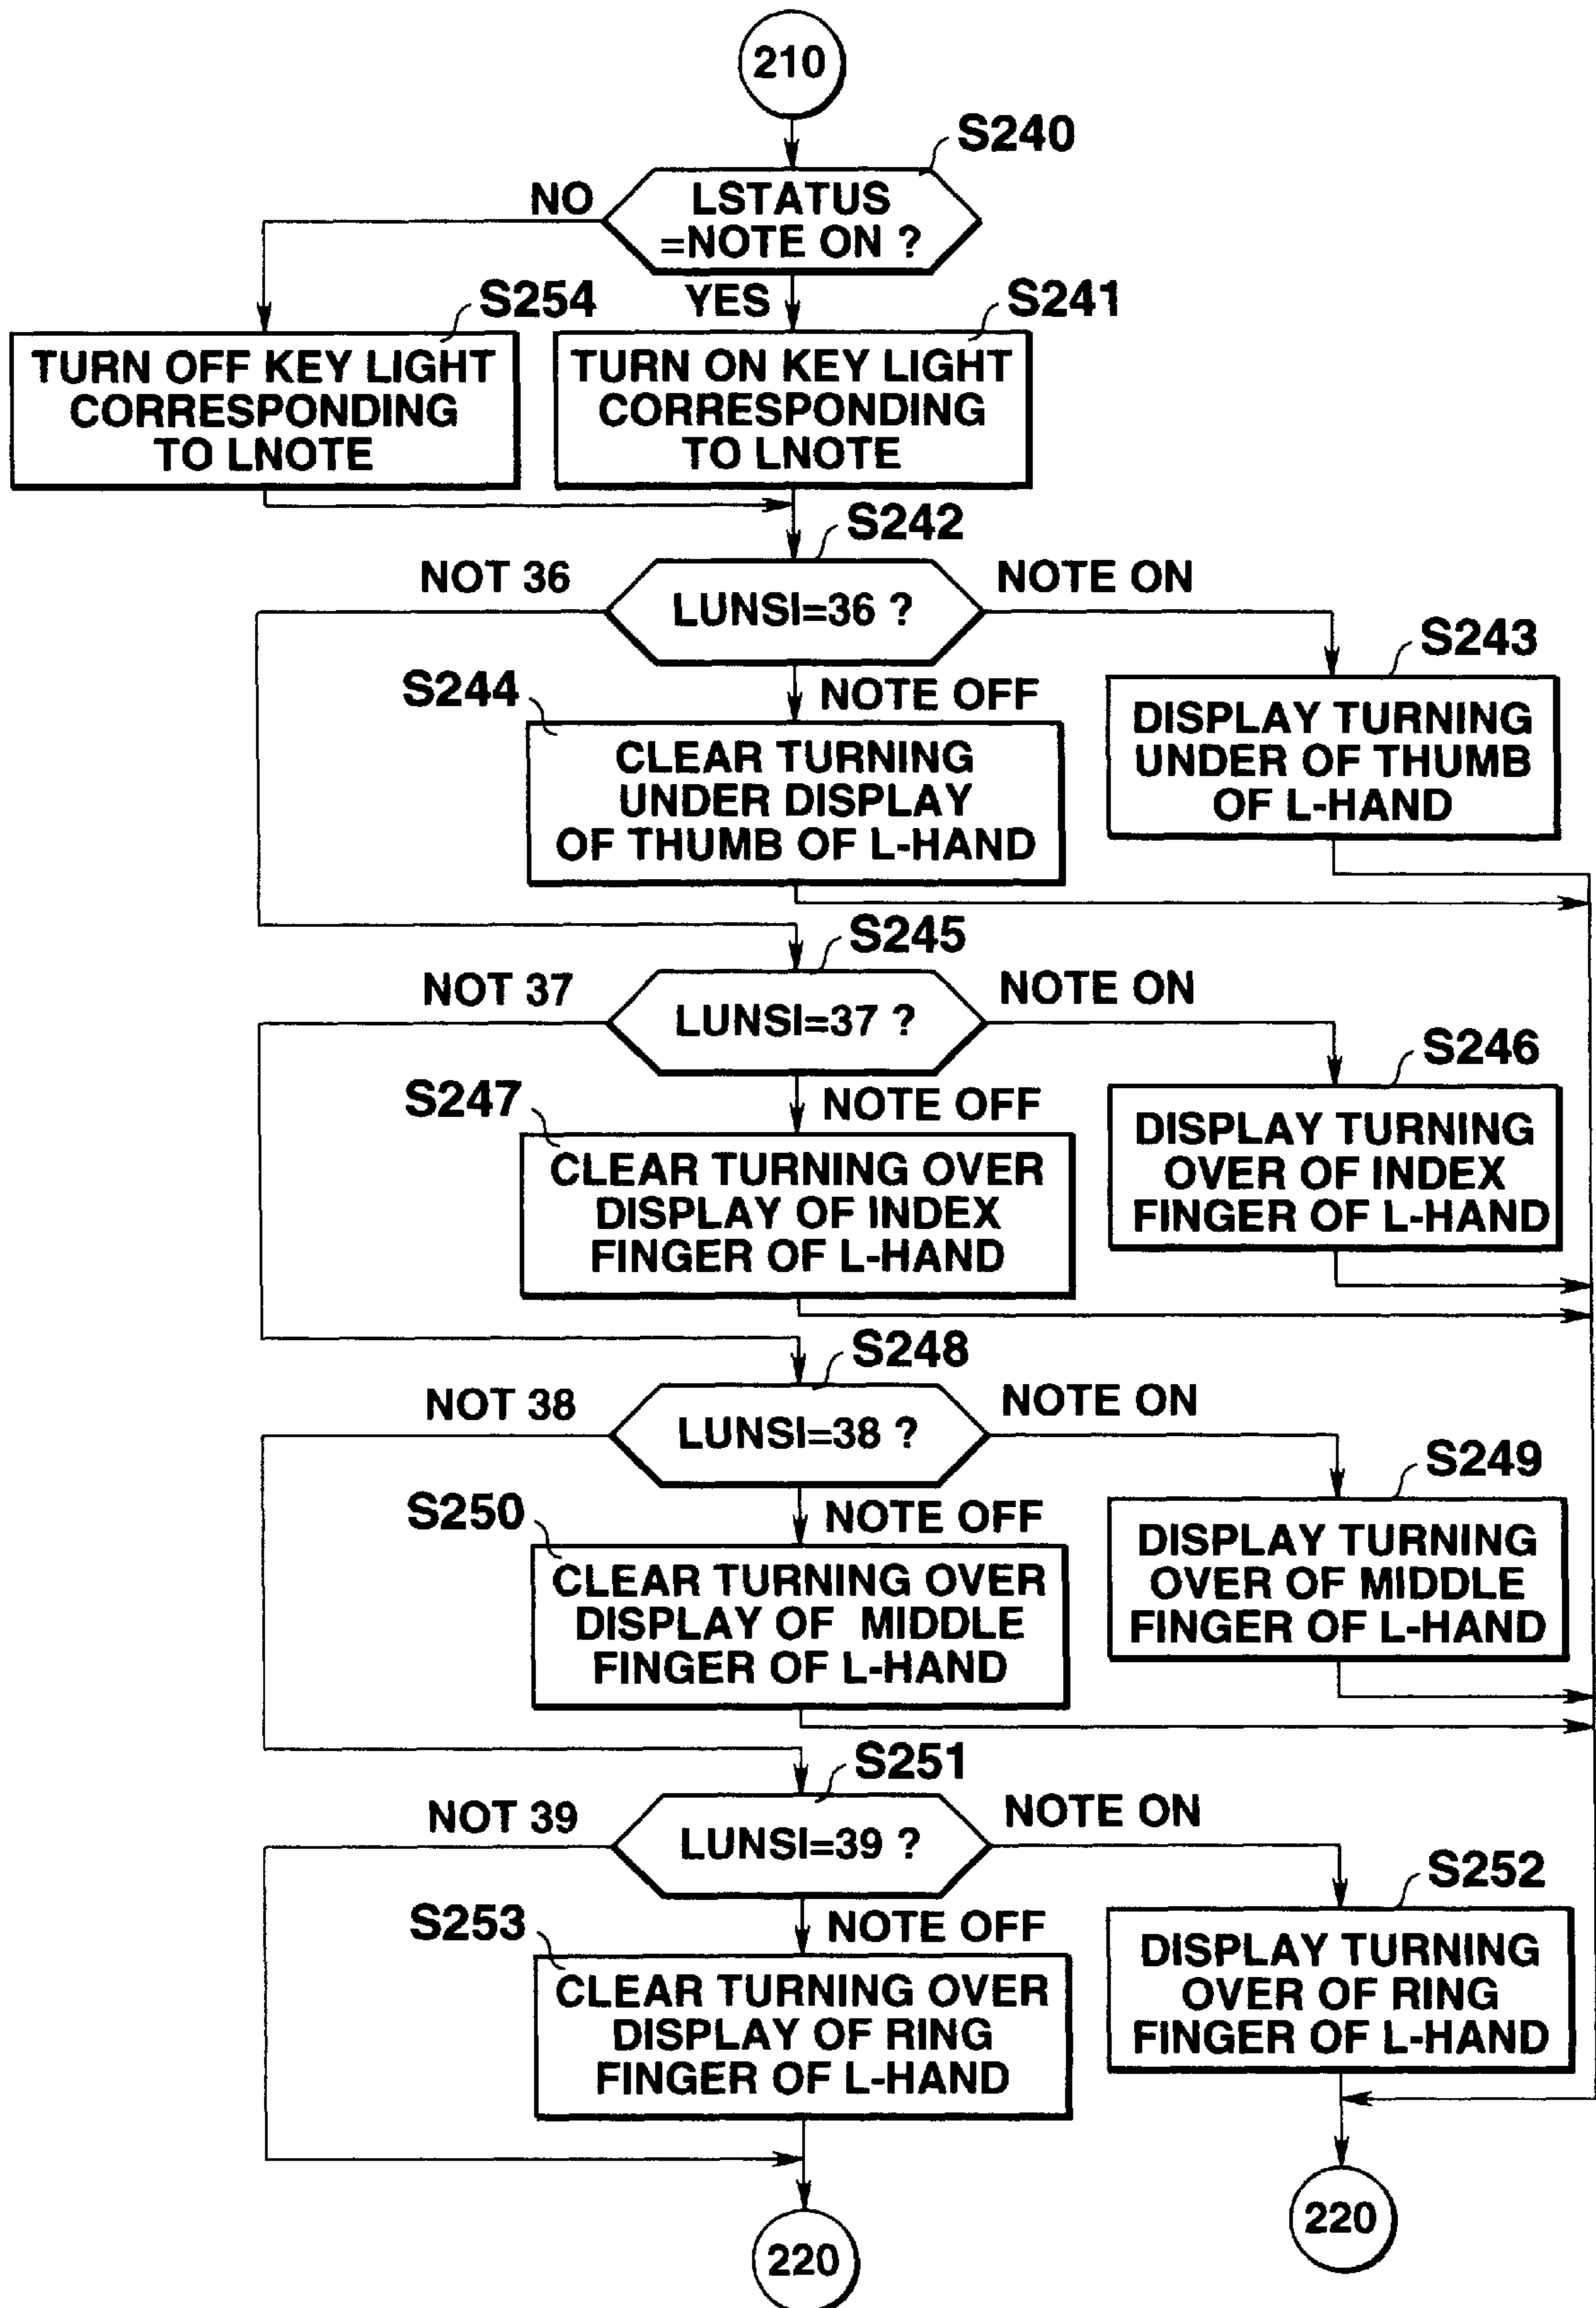 210
S240
LSTATUS
=NOTE ON ?
NO
YES
S254
S241
TURN OFF KEY LIGHT
CORRESPONDING
TO LNOTE
TURN ON KEY LIGHT
CORRESPONDING
TO LNOTE
S242
NOT 36
LUNSI=36 ?
NOTE ON
S243
S244
NOTE OFF
CLEAR TURNING
UNDER DISPLAY
OF THUMB OF L-HAND
DISPLAY TURNING
UNDER OF THUMB
OF L-HAND
S245
NOT 37
LUNSI=37 ?
NOTE ON
S246
S247
NOTE OFF
CLEAR TURNING OVER
DISPLAY OF INDEX
FINGER OF L-HAND
DISPLAY TURNING
OVER OF INDEX
FINGER OF L-HAND
S248
NOT 38
LUNSI=38 ?
NOTE ON
S249
S250
NOTE OFF
CLEAR TURNING OVER
DISPLAY OF MIDDLE
FINGER OF L-HAND
DISPLAY TURNING
OVER OF MIDDLE
FINGER OF L-HAND
S251
NOT 39
LUNSI=39 ?
NOTE ON
S252
S253
NOTE OFF
CLEAR TURNING OVER
DISPLAY OF RING
FINGER OF L-HAND
DISPLAY TURNING
OVER OF RING
FINGER OF L-HAND
220
220